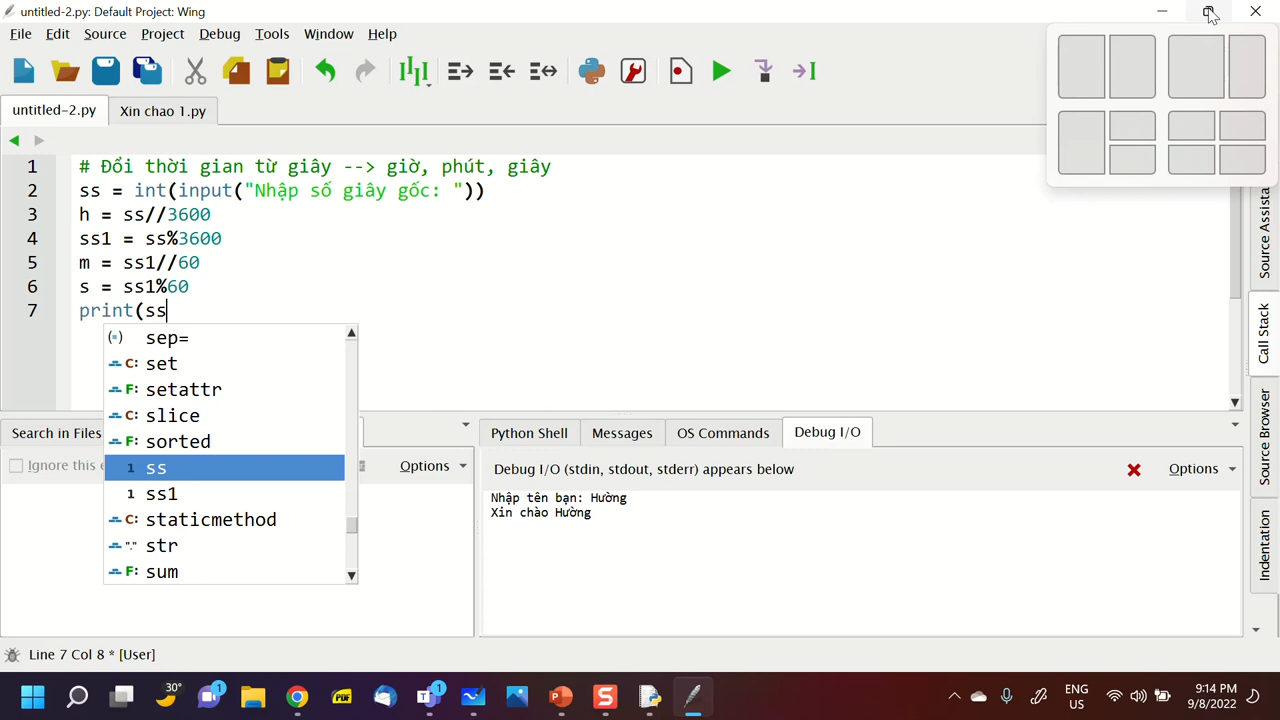 untitled-2.py: Default Project: Wing
File Edit Source Project Debug Tools Window Help
untitled-2.py Xin chao 1.py
1 # Đổi thời gian từ giây --> giờ, phút, giây
2 ss = int(input("Nhập số giây gốc: "))
3 h = ss//3600
4 ss1 = ss%3600
5 m = ss1//60
6 s = ss1%60
7 print(ss
sep=
C: set
F: setattr
C: slice
F: sorted
1 ss
1 ss1
C: staticmethod
"." str
F: sum
Source Assista
Call Stack
Source Browser
Indentation
Search in Files
Ignore this e
Options
Python Shell Messages OS Commands Debug I/O
Debug I/O (stdin, stdout, stderr) appears below Options
Nhập tên bạn: Hường
Xin chào Hường
Line 7 Col 8 * [User]
30° 1 PDF 1 S
ENG
US
9:14 PM
9/8/2022